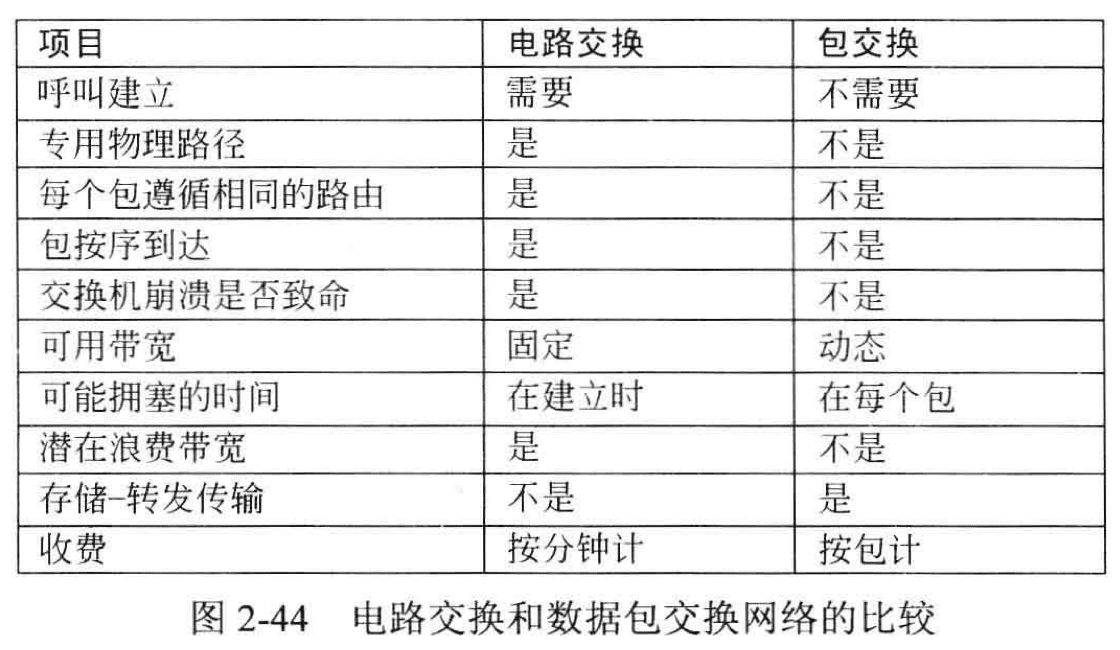 项目 电路交换 包交换
呼叫建立 需要 不需要
专用物理路径 是 不是
每个包遵循相同的路由 是 不是
包按序到达 是 不是
交换机崩溃是否致命 是 不是
可用带宽 固定 动态
可能拥塞的时间 在建立时 在每个包
潜在浪费带宽 是 不是
存储-转发传输 不是 是
收费 按分钟计 按包计
图 2-44 电路交换和数据包交换网络的比较